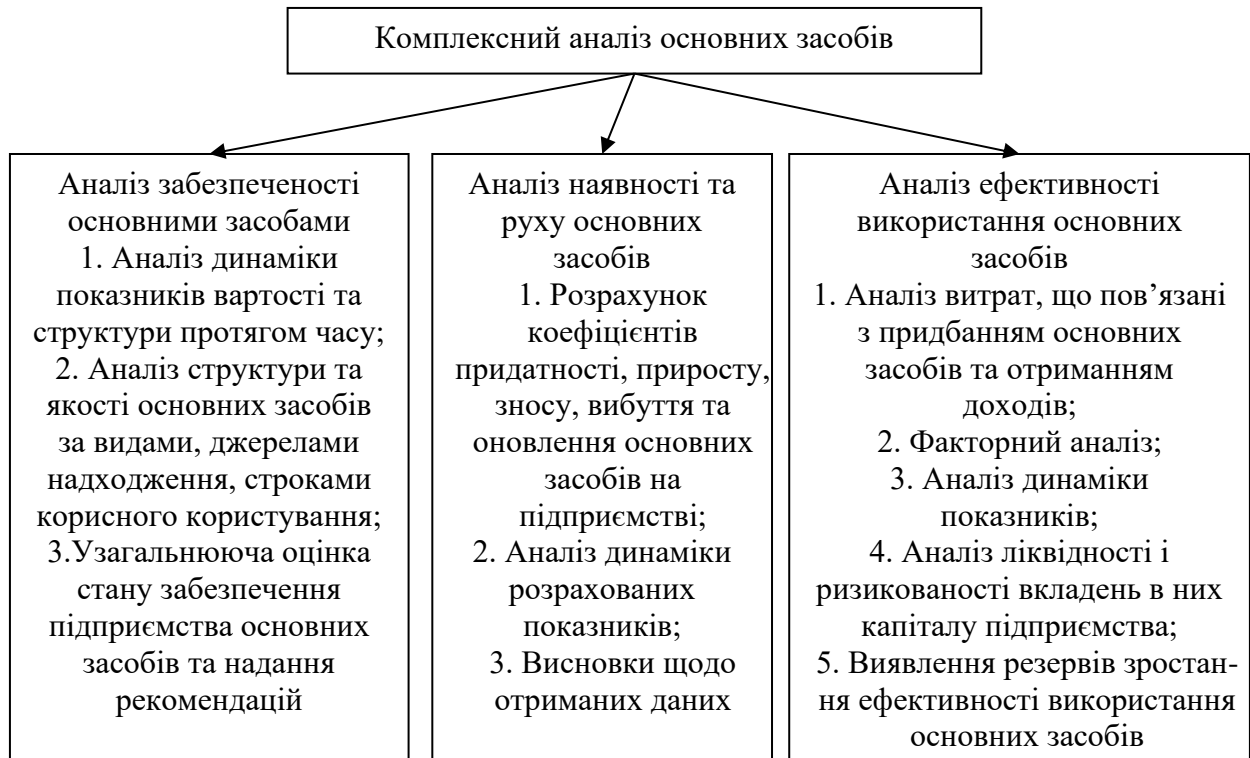 Комплексний аналіз основних засобів
Аналіз забезпеченості
основними засобами
1. Аналіз динаміки
показників вартості та
структури протягом часу;
2. Аналіз структури та
якості основних засобів
за видами, джерелами
надходження, строками
корисного користування;
3.Узагальнююча оцінка
стану забезпечення
підприємства основних
засобів та надання
рекомендацій
Аналіз наявності та
руху основних
засобів
1. Розрахунок
коефіцієнтів
придатності, приросту,
зносу, вибуття та
оновлення основних
засобів на
підприємстві;
2. Аналіз динаміки
розрахованих
показників;
3. Висновки щодо
отриманих даних
Аналіз ефективності
використання основних
засобів
1. Аналіз витрат, що пов’язані
з придбанням основних
засобів та отриманням
доходів;
2. Факторний аналіз;
3. Аналіз динаміки
показників;
4. Аналіз ліквідності і
ризикованості вкладень в них
капіталу підприємства;
5. Виявлення резервів зростан-
ня ефективності використання
основних засобів